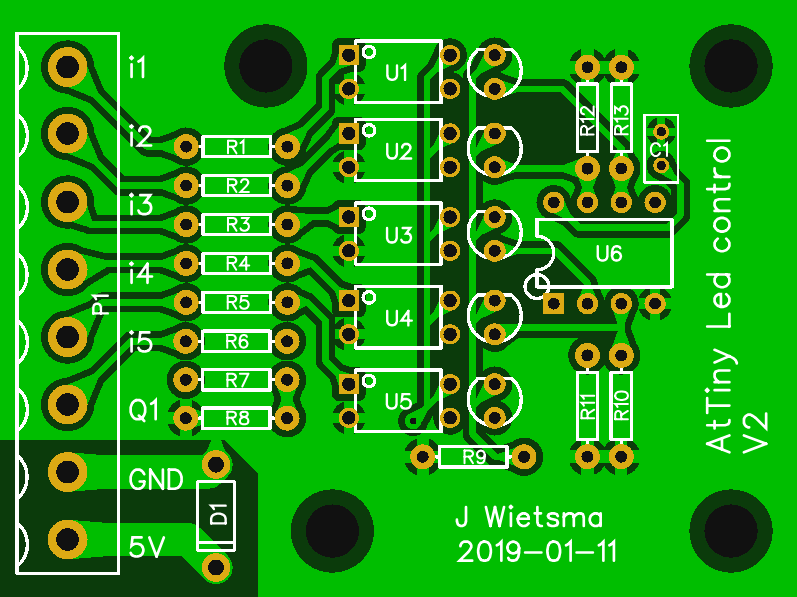 i1
i2
i3
i4
i5
Q1
GND
5V
P1
R1
R2
R3
R4
R5
R6
R7
R8
D1
U1
U2
U3
U4
U5
R9
R12
R13
C1
U6
R11
R10
AtTiny Led control
V2
J Wietsma
2019-01-11